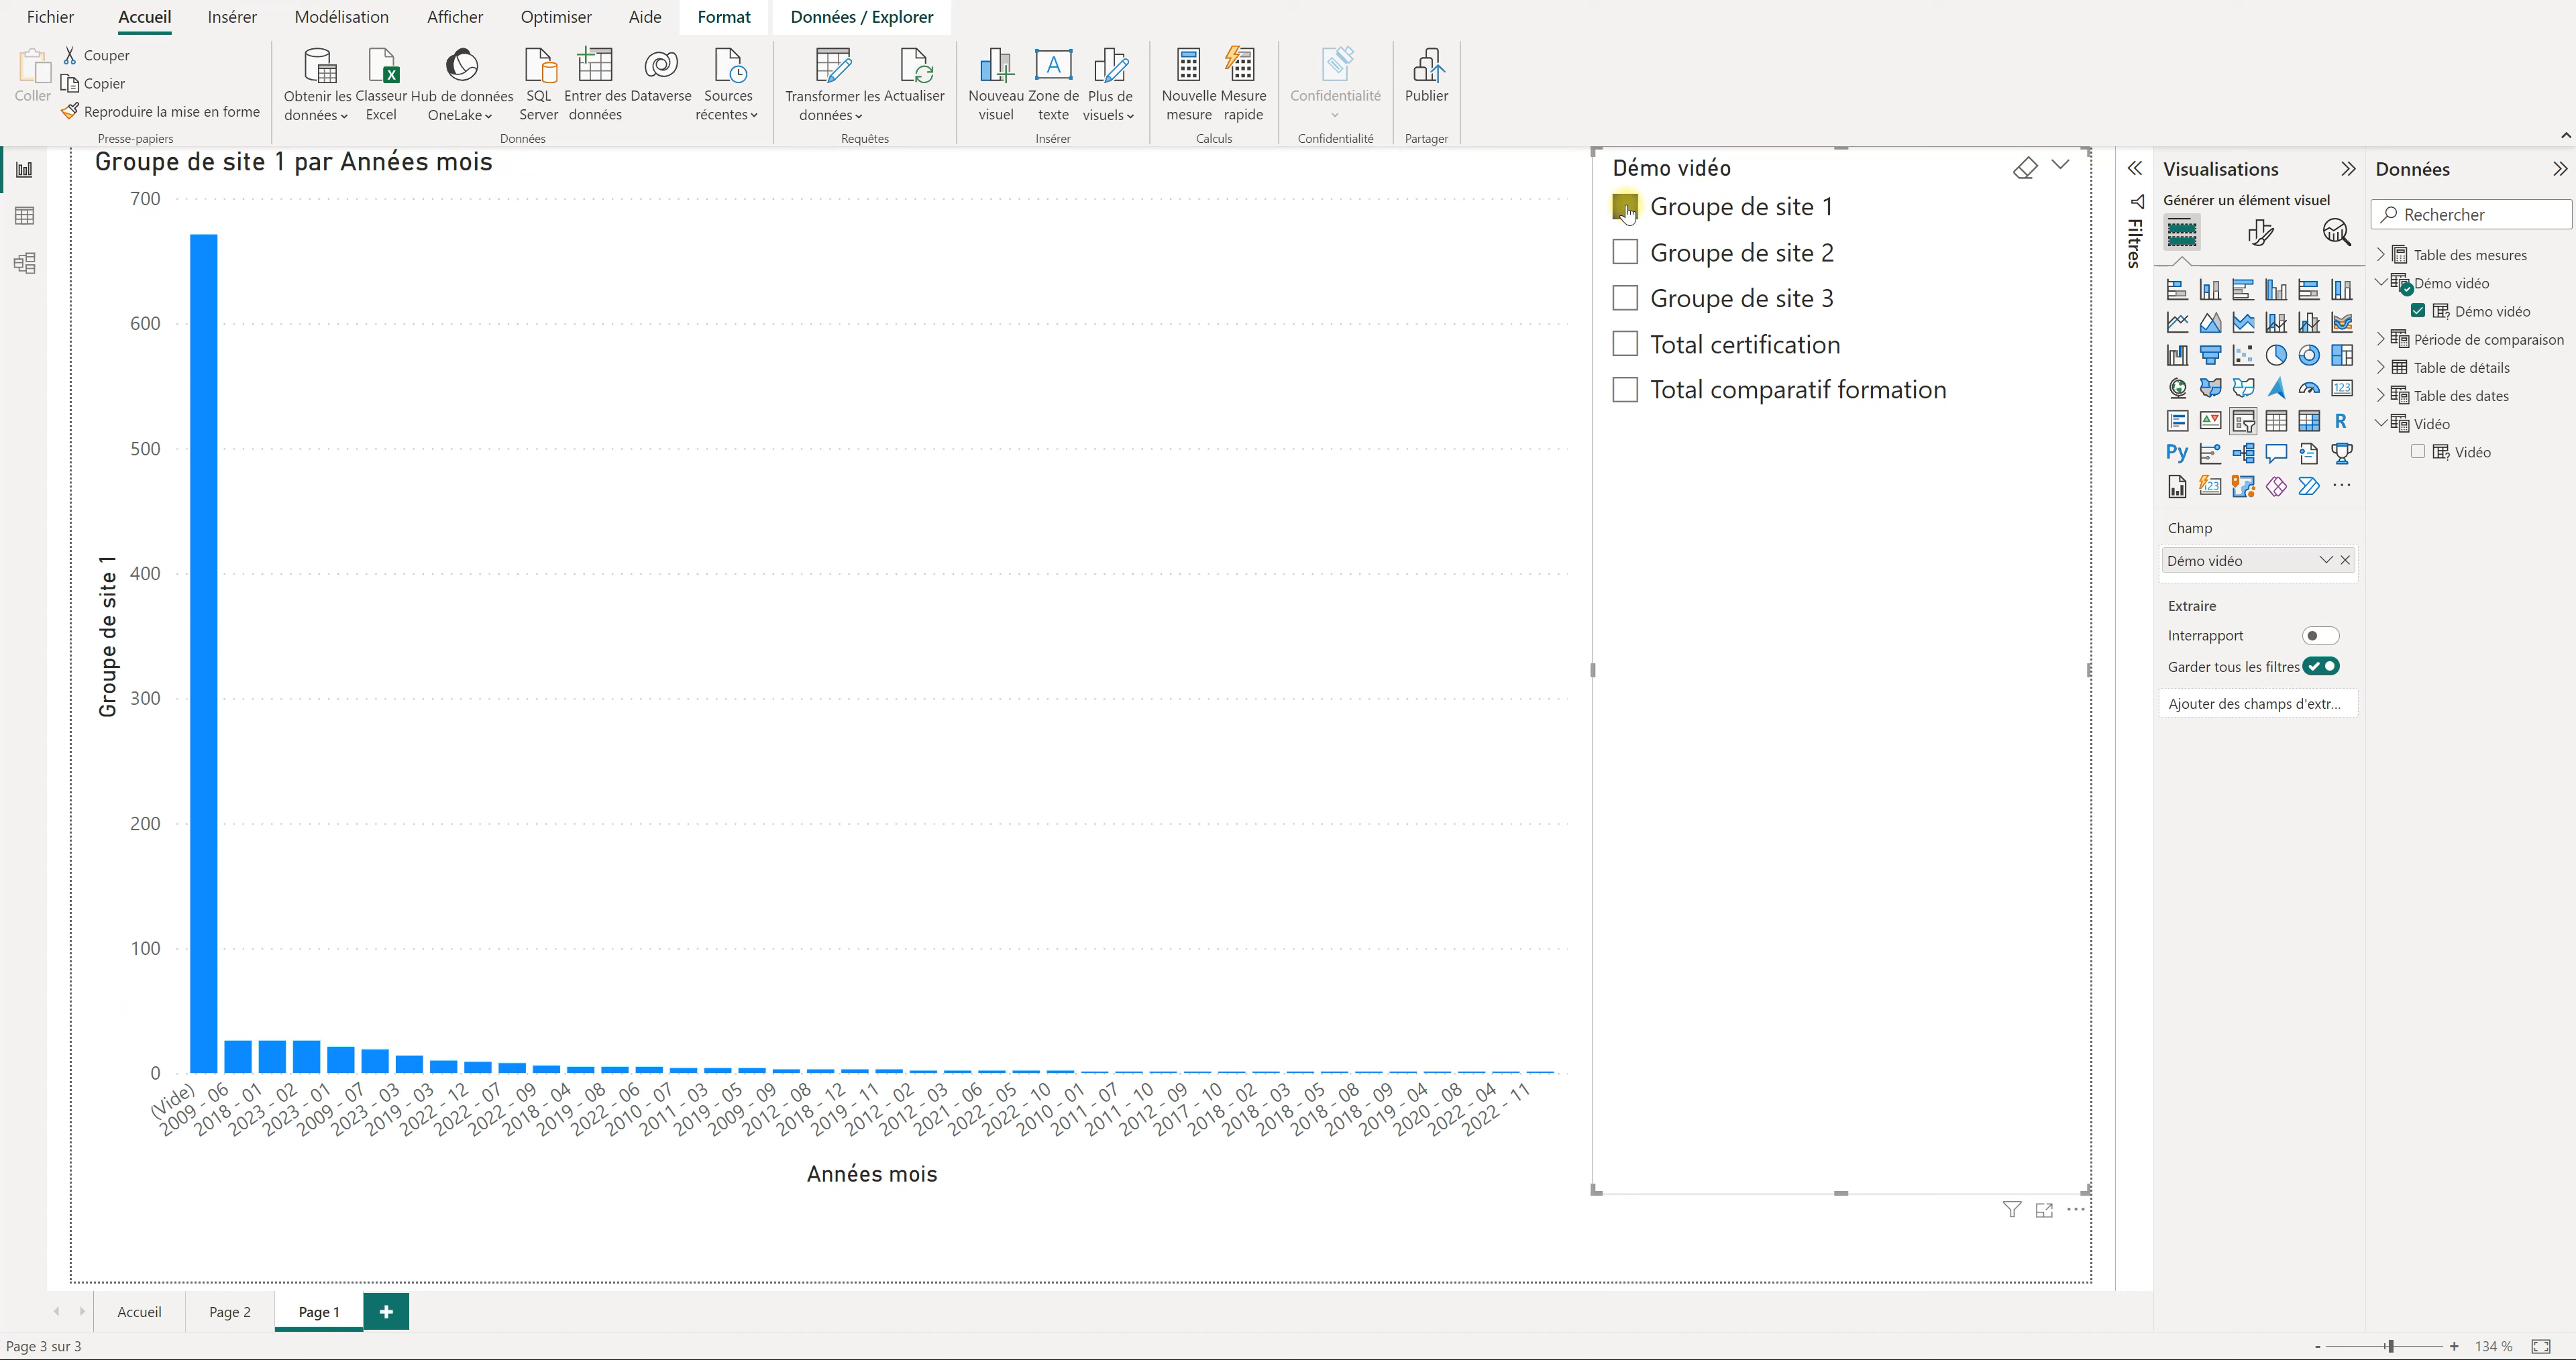 Fichier Accueil Insérer Modélisation Afficher Optimiser Aide Format Données / Explorer
Coller
Couper
Copier
Reproduire la mise en forme
Presse-papiers
Obtenir les données
Classeur Excel
Hub de données OneLake
SQL Server
Entrer des données
Dataverse
Sources récentes
Données
Transformer les données
Actualiser
Requêtes
Nouveau visuel
Zone de texte
Plus de visuels
Insérer
Nouvelle mesure
Mesure rapide
Calculs
Confidentialité
Confidentialité
Publier
Partager
Groupe de site 1 par Années mois
Groupe de site 1
700
600
500
400
300
200
100
0
(Vide)
2009 - 06
2018 - 01
2023 - 02
2023 - 01
2009 - 07
2023 - 03
2019 - 03
2022 - 12
2022 - 07
2022 - 09
2018 - 04
2019 - 08
2022 - 06
2010 - 07
2011 - 03
2019 - 05
2009 - 09
2012 - 08
2018 - 12
2019 - 11
2012 - 02
2012 - 03
2021 - 06
2022 - 05
2022 - 10
2010 - 01
2011 - 07
2011 - 10
2012 - 09
2017 - 10
2018 - 02
2018 - 03
2018 - 05
2018 - 08
2018 - 09
2019 - 04
2020 - 08
2022 - 04
2022 - 11
Années mois
Démo vidéo
Groupe de site 1
Groupe de site 2
Groupe de site 3
Total certification
Total comparatif formation
Filtres
Visualisations
Générer un élément visuel
123
R
Py
123
Champ
Démo vidéo
Extraire
Interrapport
Garder tous les filtres
Ajouter des champs d'extr...
Données
Rechercher
Table des mesures
Démo vidéo
Démo vidéo
Période de comparaison
Table de détails
Table des dates
Vidéo
Vidéo
Accueil Page 2 Page 1 +
Page 3 sur 3
- + 134 %